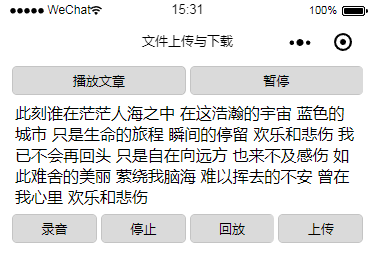 WeChat 15:31 100%
文件上传与下载
播放文章 暂停
此刻谁在茫茫人海之中 在这浩瀚的宇宙 蓝色的
城市 只是生命的旅程 瞬间的停留 欢乐和悲伤 我
已不会再回头 只是自在向远方 也来不及感伤 如
此难舍的美丽 萦绕我脑海 难以挥去的不安 曾在
我心里 欢乐和悲伤
录音 停止 回放 上传